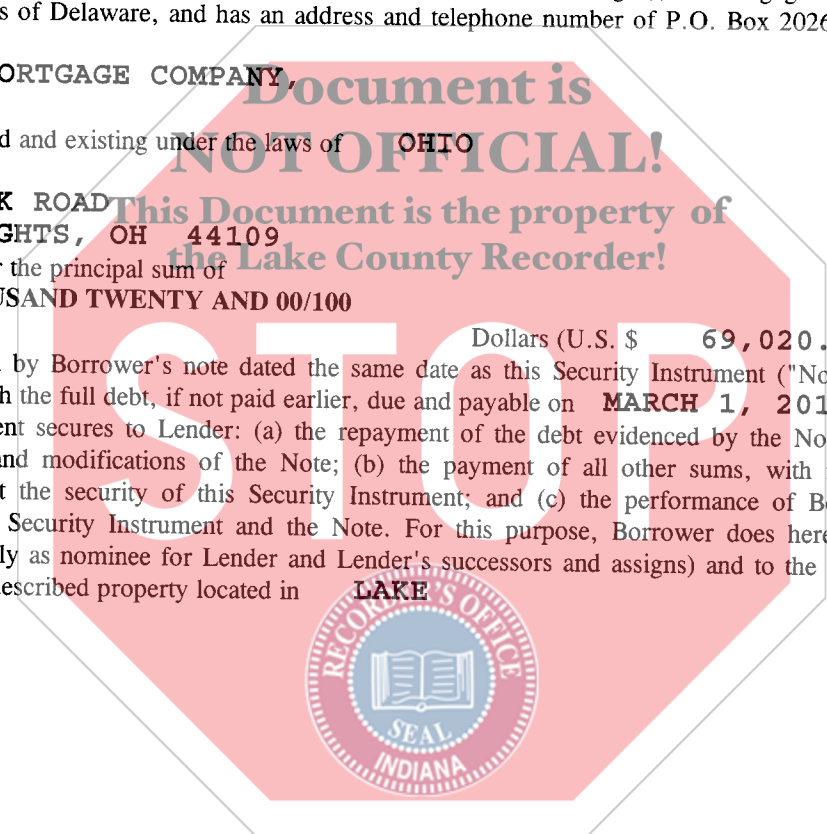 s of Delaware, and has an address and telephone number of P.O. Box 2026
ORTGAGE COMPANY,
Document is
d and existing under the laws of OHIO
NOT OFFICIAL!
K ROAD
This Document is the property of
GHTS, OH 44109
the Lake County Recorder!
r the principal sum of
USAND TWENTY AND 00/100
Dollars (U.S. $ 69,020.
STOP
by Borrower's note dated the same date as this Security Instrument ("No
h the full debt, if not paid earlier, due and payable on MARCH 1, 201
ent secures to Lender: (a) the repayment of the debt evidenced by the No
and modifications of the Note; (b) the payment of all other sums, with
t the security of this Security Instrument; and (c) the performance of B
Security Instrument and the Note. For this purpose, Borrower does here
ly as nominee for Lender and Lender's successors and assigns) and to the
escribed property located in LAKE
RECORDER'S OFFICE
SEAL
INDIANA